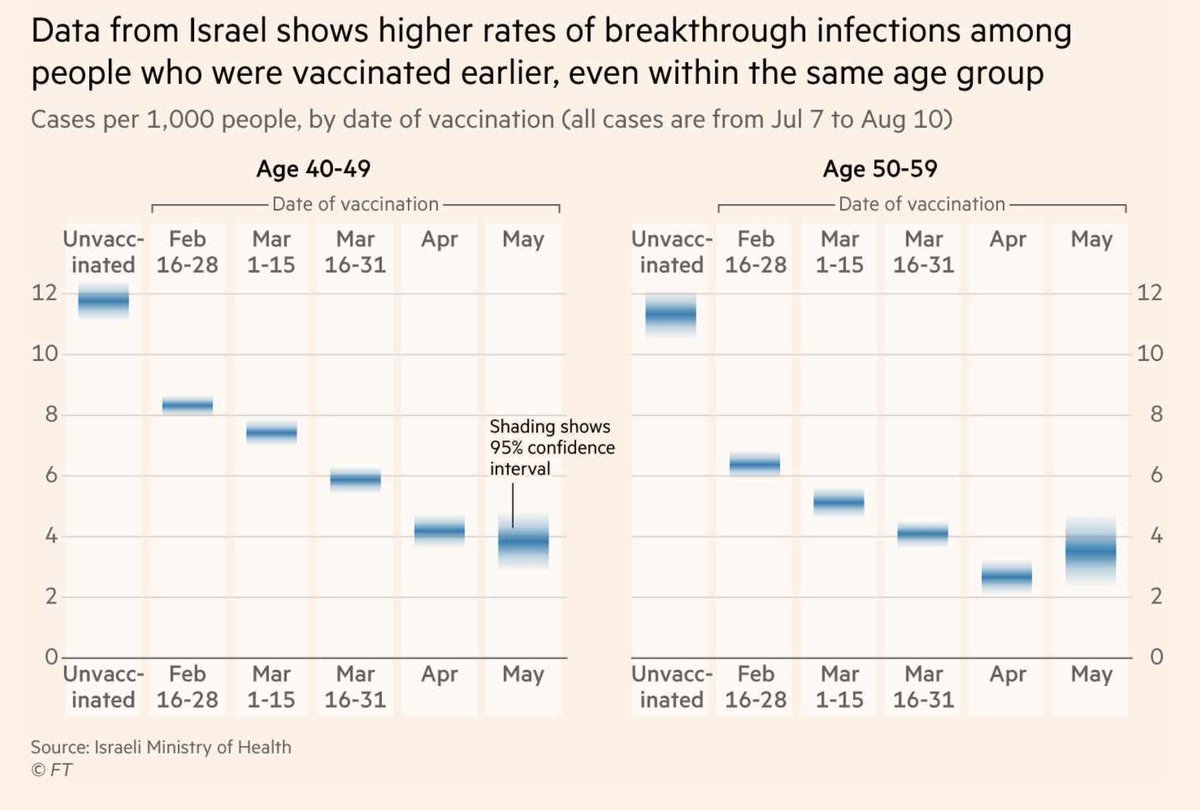 Data from Israel shows higher rates of breakthrough infections among
people who were vaccinated earlier, even within the same age group
Cases per 1,000 people, by date of vaccination (all cases are from Jul 7 to Aug 10)
Age 40-49
Date of vaccination
Unvacc-
inated
Feb
16-28
Mar
1-15
Mar
16-31
Apr
May
12
10
8
6
4
2
0
Shading shows
95% confidence
interval
Unvacc-
inated
Feb
16-28
Mar
1-15
Mar
16-31
Apr
May
Age 50-59
Date of vaccination
Unvacc-
inated
Feb
16-28
Mar
1-15
Mar
16-31
Apr
May
12
10
8
6
4
2
0
Unvacc-
inated
Feb
16-28
Mar
1-15
Mar
16-31
Apr
May
Source: Israeli Ministry of Health
© FT